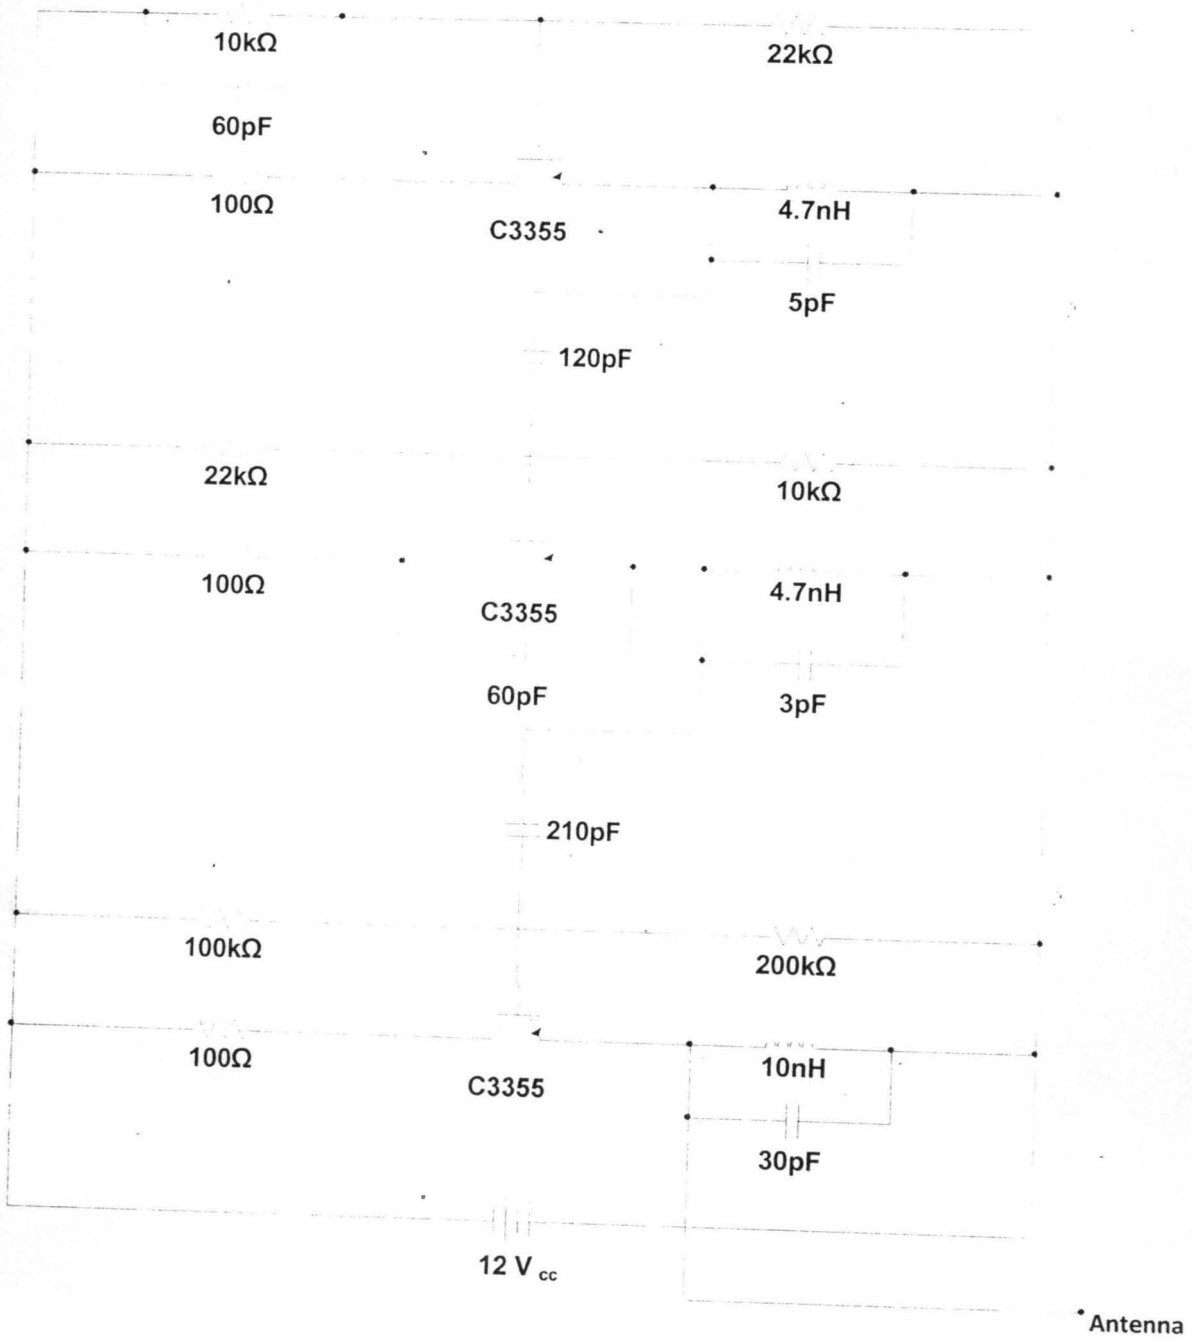 10kΩ
22kΩ
60pF
100Ω
4.7nH
C3355
5pF
120pF
22kΩ
10kΩ
100Ω
4.7nH
C3355
60pF
3pF
210pF
100kΩ
200kΩ
100Ω
10nH
C3355
30pF
12 Vcc
Antenna